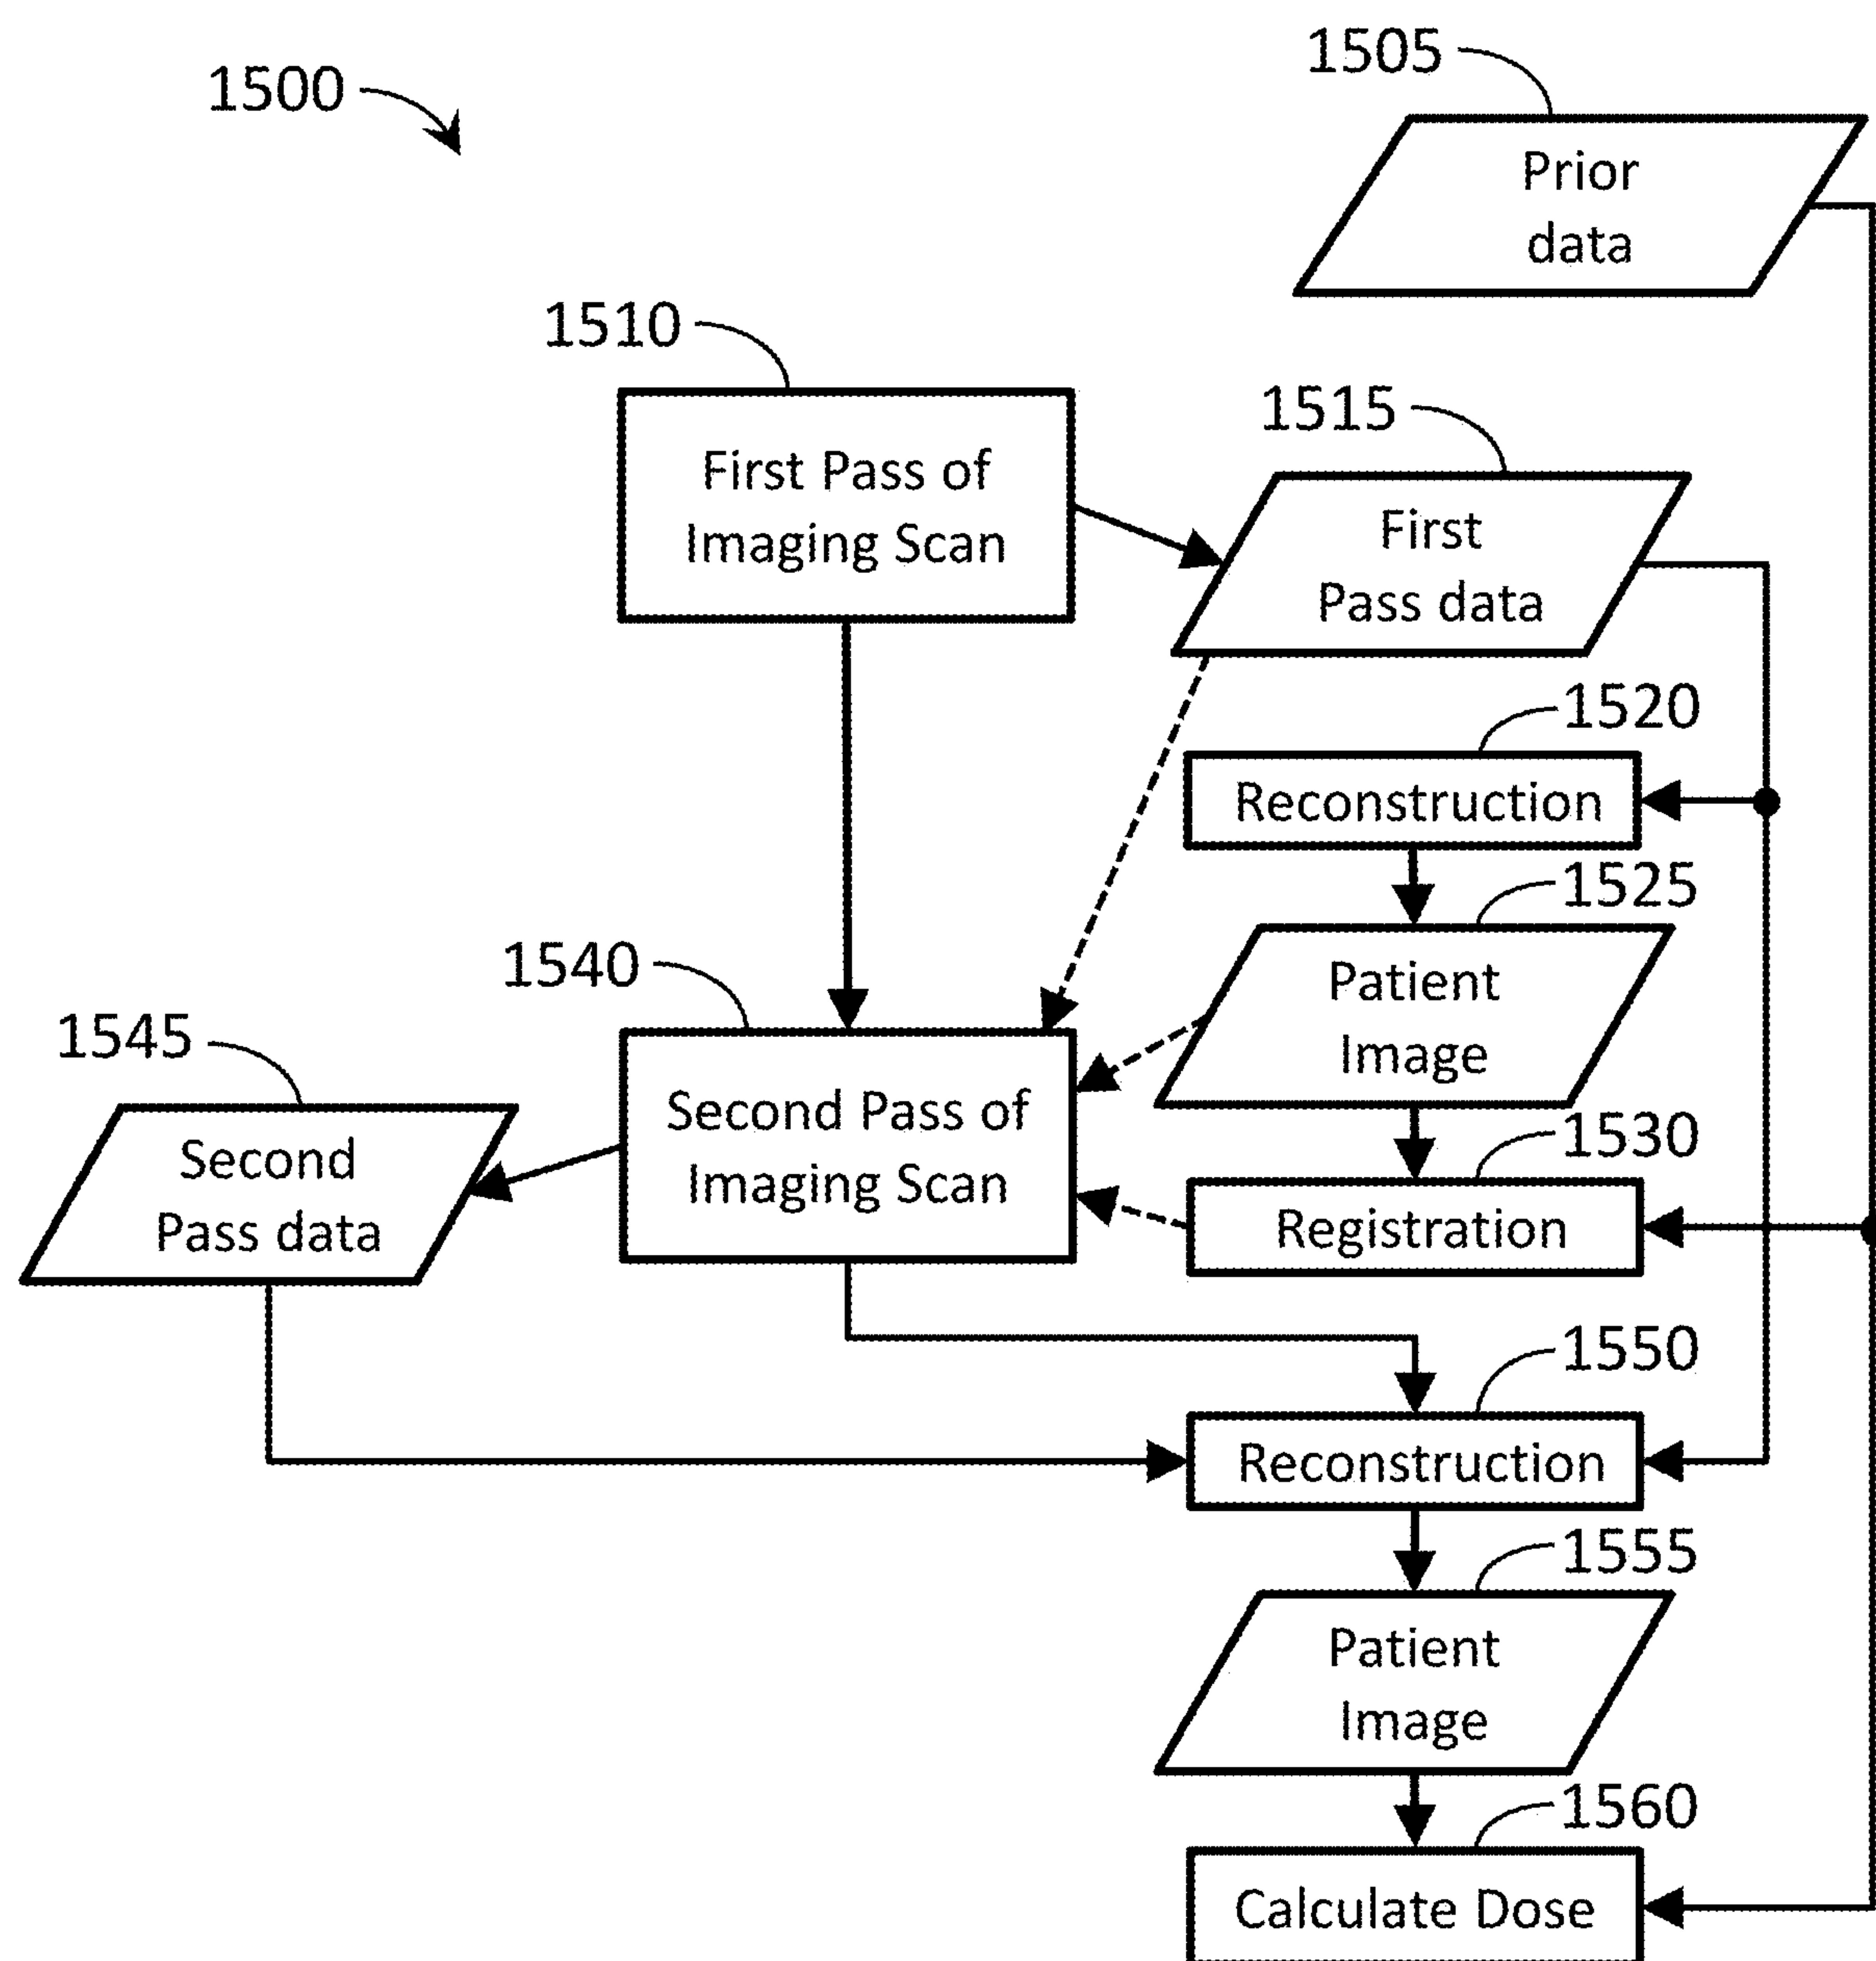 1505
1500
Prior
data
1510
1515
First Pass of
Imaging Scan
First
Pass data
1520
Reconstruction
1525
Patient
Image
1540
1545
Second Pass of
Imaging Scan
Second
Pass data
1530
Registration
1550
Reconstruction
1555
Patient
Image
1560
Calculate Dose